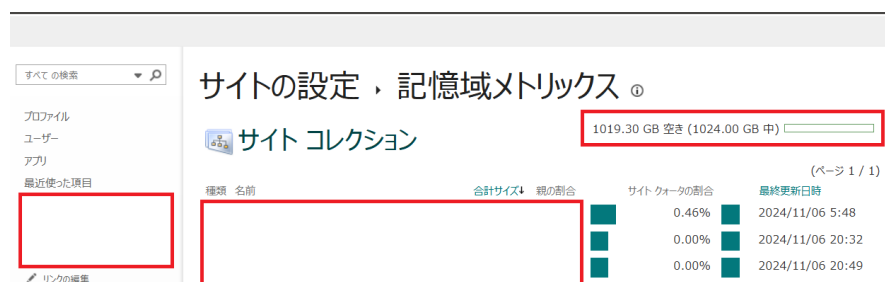 すべての検索
プロファイル
ユーザー
アプリ
最近使った項目
リンクの編集
サイトの設定 › 記憶域メトリックス
サイト コレクション
1019.30 GB 空き (1024.00 GB 中)
(ページ 1 / 1)
種類 名前 合計サイズ↓ 親の割合 サイト クォータの割合 最終更新日時
0.46% 2024/11/06 5:48
0.00% 2024/11/06 20:32
0.00% 2024/11/06 20:49